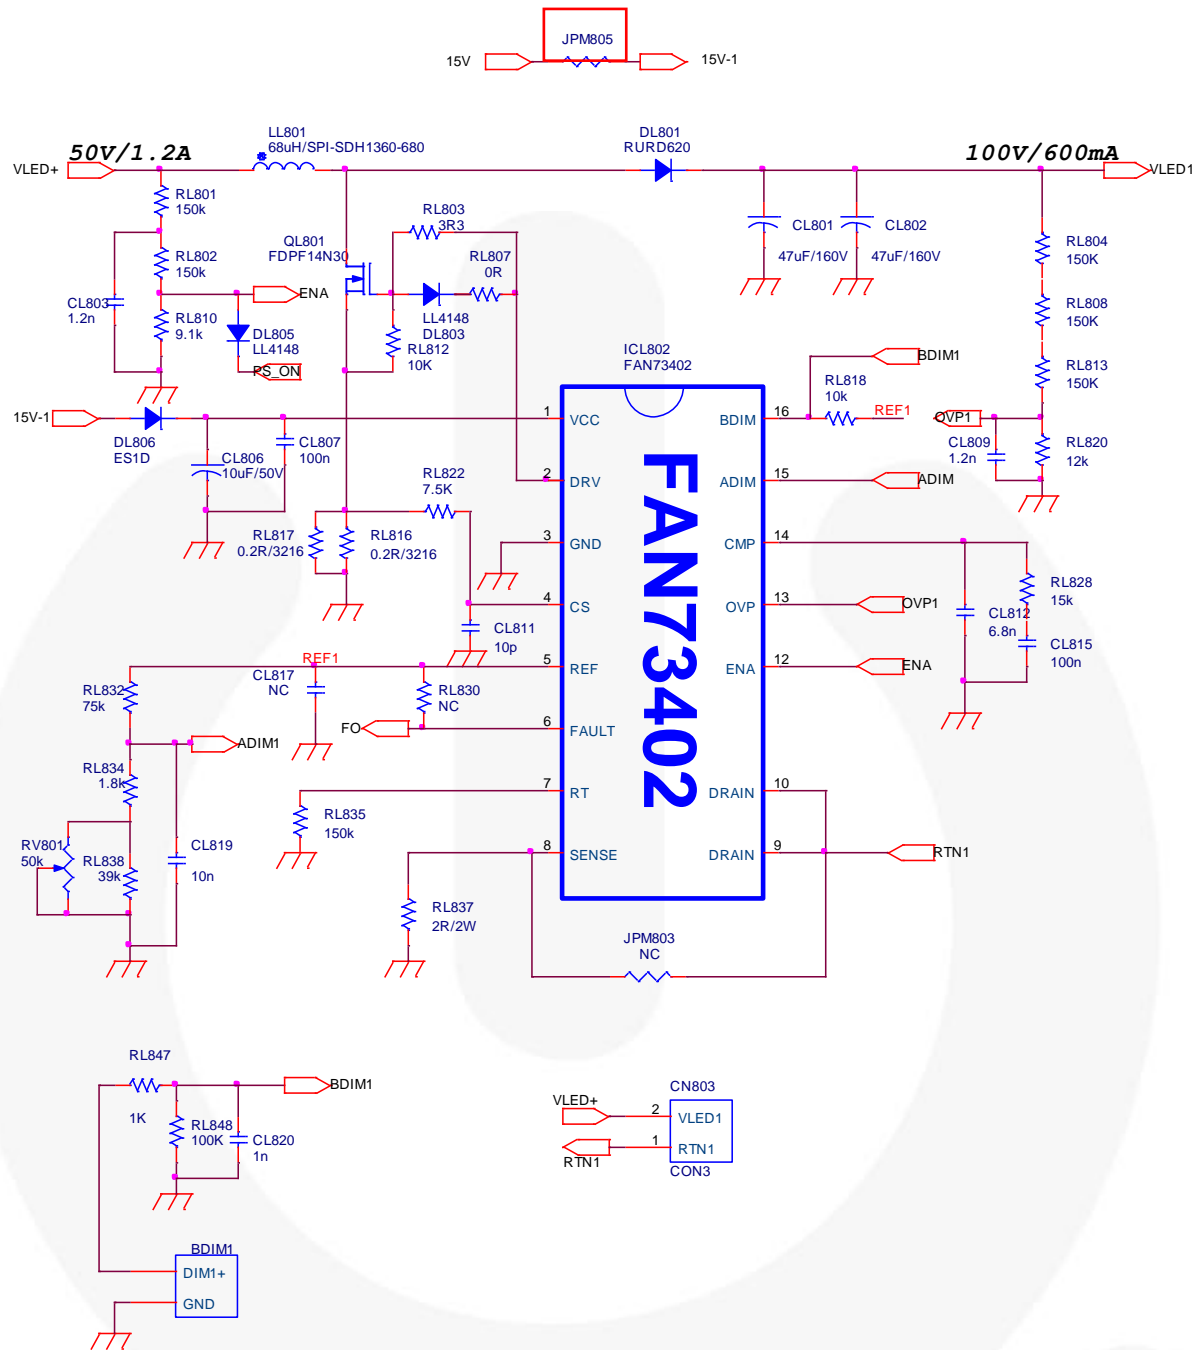 JPM805
15V
15V-1
LL801
68uH/SPI-SDH1360-680
DL801
RURD620
50V/1.2A
100V/600mA
VLED+
VLED1
RL801
150k
RL803
3R3
CL801
47uF/160V
CL802
47uF/160V
RL804
150K
QL801
FDPF14N30
RL807
0R
RL802
150k
ENA
CL803
1.2n
RL810
9.1k
LL4148
DL803
RL808
150K
DL805
LL4148
RL812
10K
PS_ON
ICL802
FAN73402
BDIM1
RL813
150K
RL818
10k
REF1
OVP1
15V-1
1
VCC
BDIM
16
DL806
ES1D
CL807
100n
CL806
10uF/50V
CL809
1.2n
RL820
12k
RL822
7.5K
2
DRV
ADIM
15
ADIM
RL817
0.2R/3216
RL816
0.2R/3216
3
GND
CMP
14
RL828
15k
4
CS
OVP
13
OVP1
CL812
6.8n
CL811
10p
CL815
100n
REF1
5
REF
ENA
12
ENA
RL832
75k
CL817
NC
RL830
NC
FO
6
FAULT
ADIM1
FAN73402
RL834
1.8k
7
RT
DRAIN
10
RL835
150k
RV801
50k
RL838
39k
CL819
10n
8
SENSE
DRAIN
9
RTN1
RL837
2R/2W
JPM803
NC
RL847
1K
BDIM1
RL848
100K
CL820
1n
CN803
VLED+
2
VLED1
1
RTN1
RTN1
CON3
BDIM1
DIM1+
GND